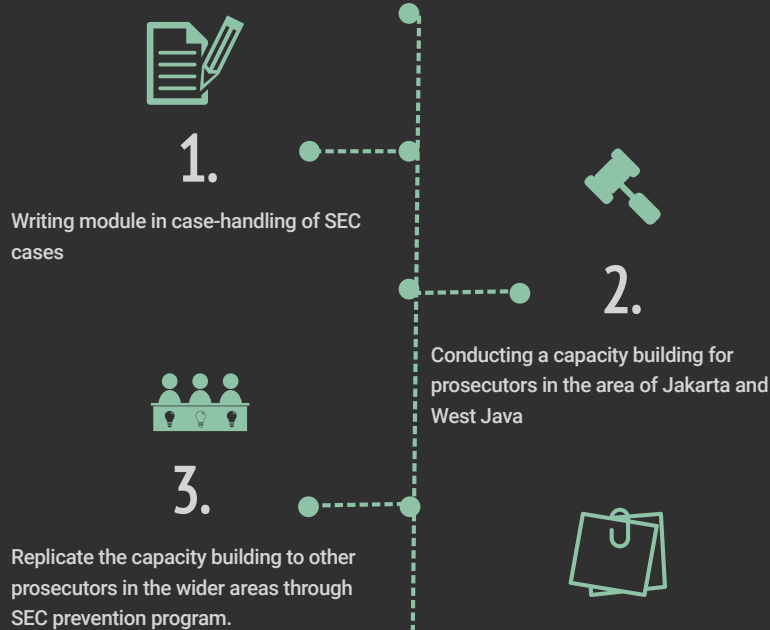 1.
Writing module in case-handling of SEC
cases
2.
Conducting a capacity building for
prosecutors in the area of Jakarta and
West Java
3.
Replicate the capacity building to other
prosecutors in the wider areas through
SEC prevention program.